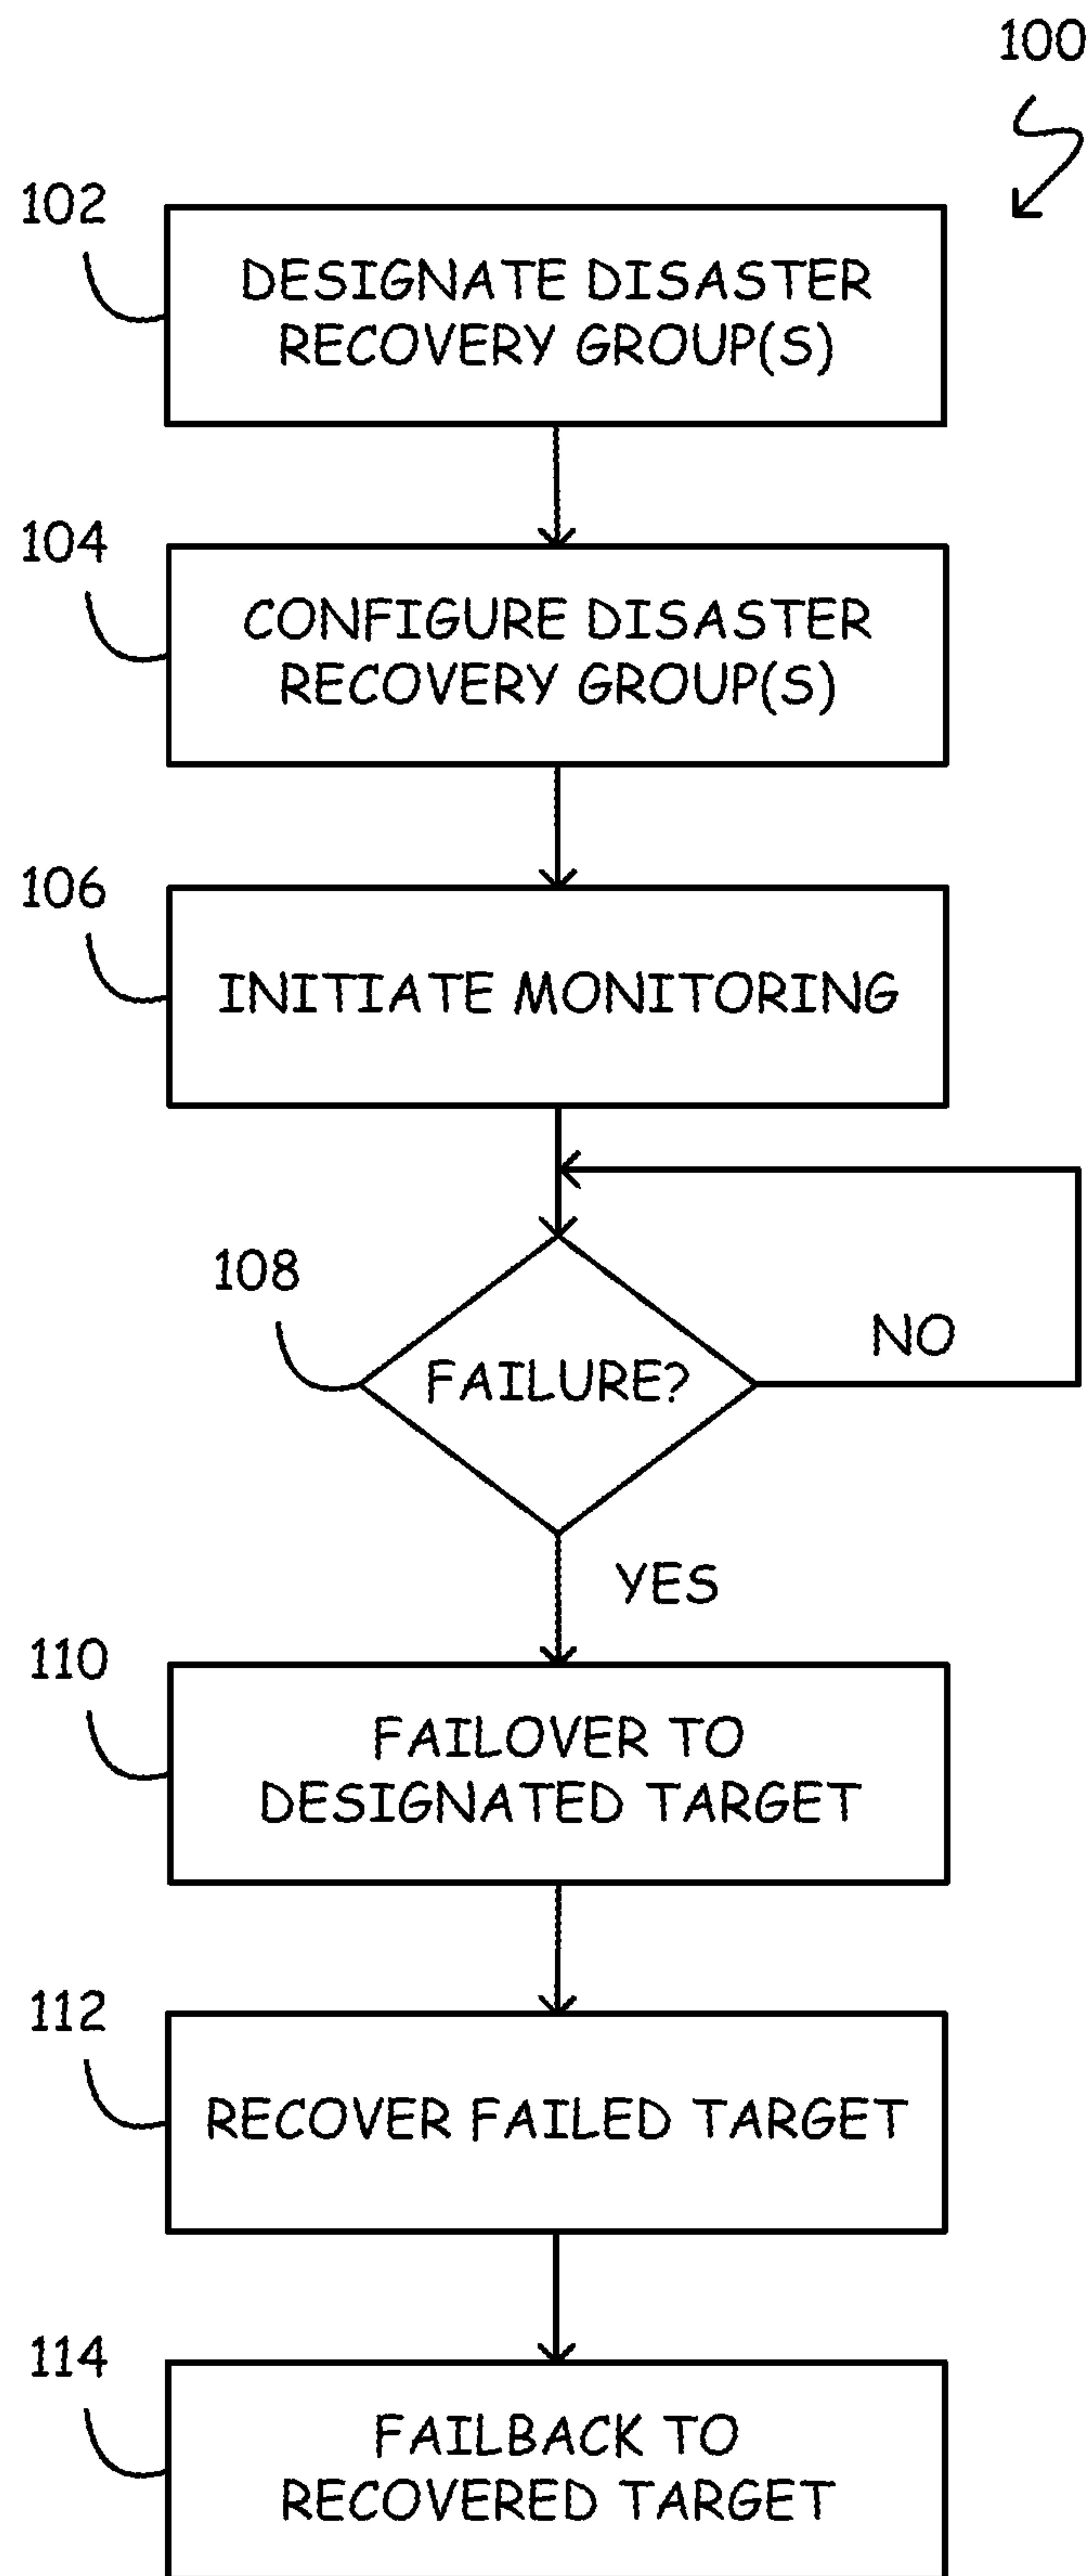 100
102
DESIGNATE DISASTER
RECOVERY GROUP(S)
104
CONFIGURE DISASTER
RECOVERY GROUP(S)
106
INITIATE MONITORING
108
FAILURE?
NO
YES
110
FAILOVER TO
DESIGNATED TARGET
112
RECOVER FAILED TARGET
114
FAILBACK TO
RECOVERED TARGET